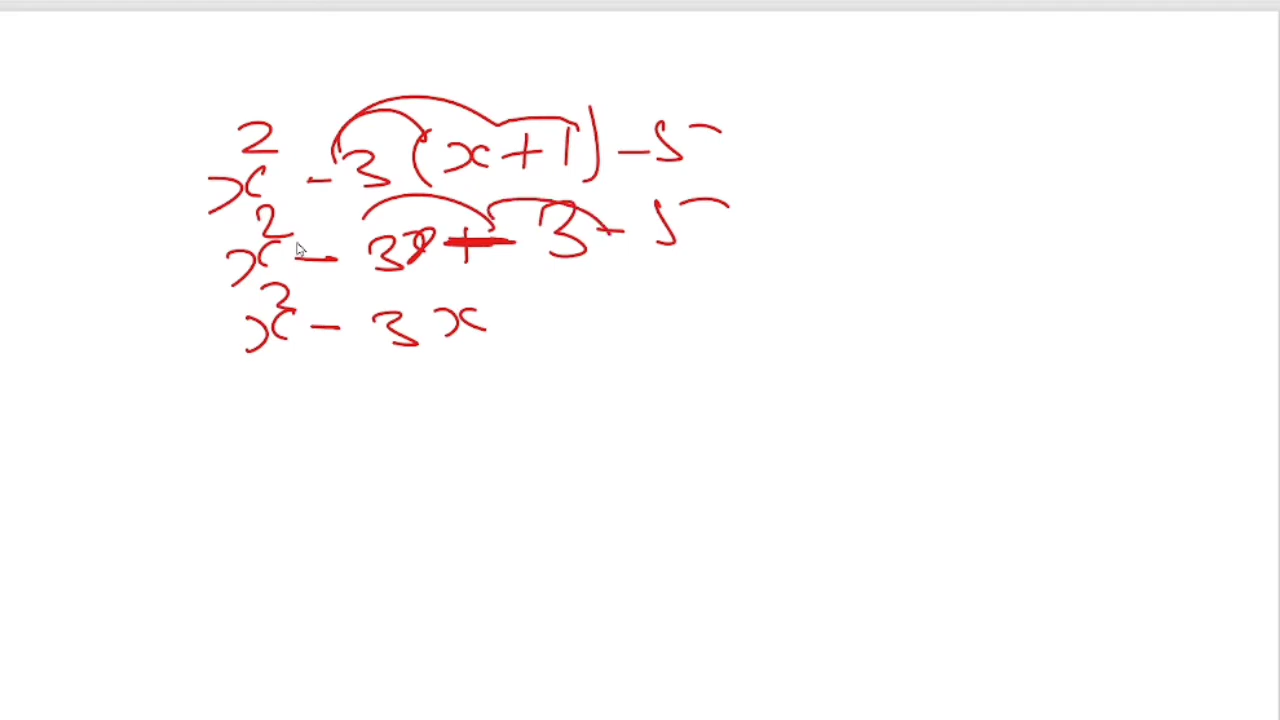 x² - 3(x+1) - 5
x² - 3x - 3 - 5
x² - 3x